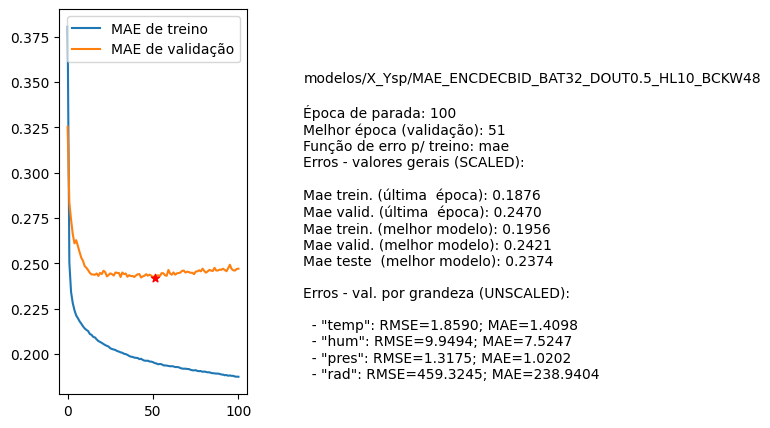 MAE de treino
MAE de validação
0.375
0.350
0.325
0.300
0.275
0.250
0.225
0.200
0
50
100
modelos/X_Ysp/MAE_ENCDECBID_BAT32_DOUT0.5_HL10_BCKW48
Época de parada: 100
Melhor época (validação): 51
Função de erro p/ treino: mae
Erros - valores gerais (SCALED):
Mae trein. (última  época): 0.1876
Mae valid. (última  época): 0.2470
Mae trein. (melhor modelo): 0.1956
Mae valid. (melhor modelo): 0.2421
Mae teste  (melhor modelo): 0.2374
Erros - val. por grandeza (UNSCALED):
- "temp": RMSE=1.8590; MAE=1.4098
- "hum": RMSE=9.9494; MAE=7.5247
- "pres": RMSE=1.3175; MAE=1.0202
- "rad": RMSE=459.3245; MAE=238.9404